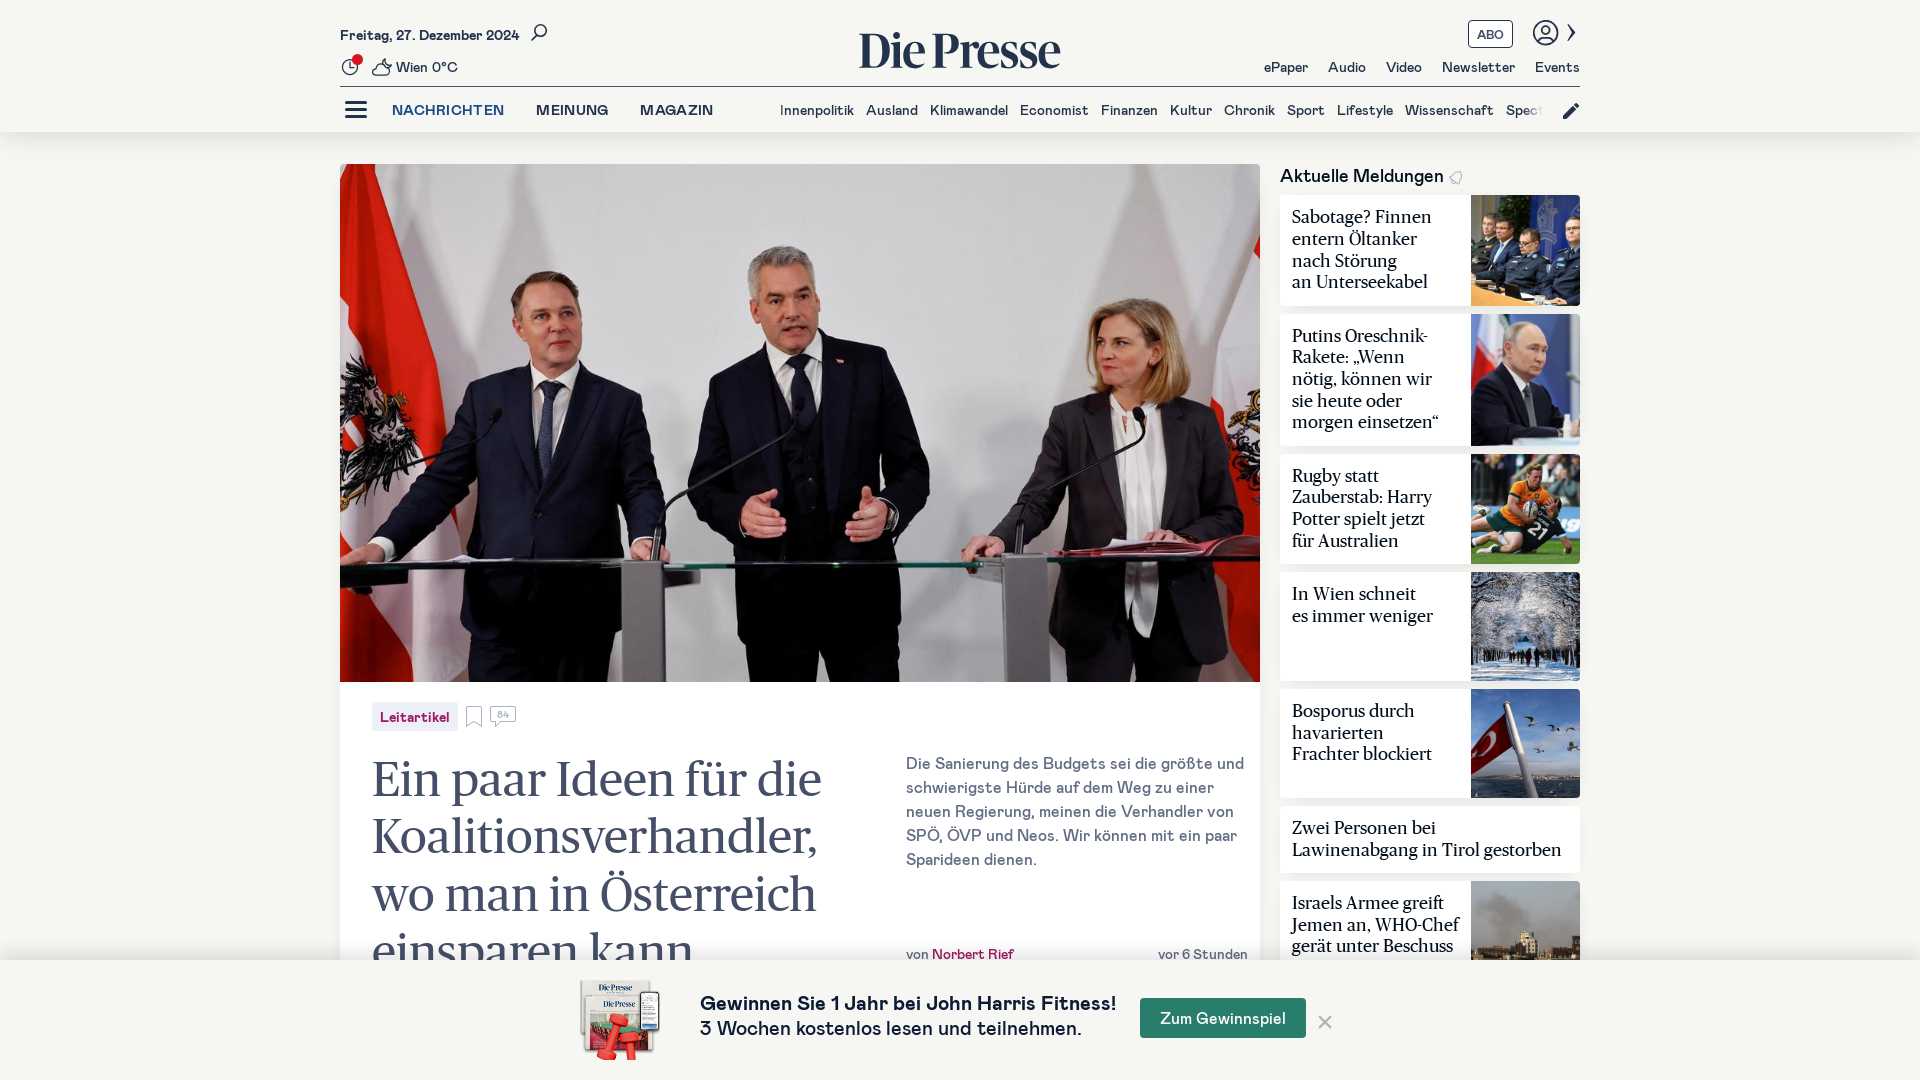 Freitag, 27. Dezember 2024
Wien 0°C
Die Presse
ABO
ePaper Audio Video Newsletter Events
NACHRICHTEN MEINUNG MAGAZIN
Innenpolitik Ausland Klimawandel Economist Finanzen Kultur Chronik Sport Lifestyle Wissenschaft Spect
Leitartikel
84
Ein paar Ideen für die
Koalitionsverhandler,
wo man in Österreich
einsparen kann
Die Sanierung des Budgets sei die größte und
schwierigste Hürde auf dem Weg zu einer
neuen Regierung, meinen die Verhandler von
SPÖ, ÖVP und Neos. Wir können mit ein paar
Sparideen dienen.
von Norbert Rief
vor 6 Stunden
Aktuelle Meldungen
Sabotage? Finnen
entern Öltanker
nach Störung
an Unterseekabel
Putins Oreschnik-
Rakete: „Wenn
nötig, können wir
sie heute oder
morgen einsetzen“
Rugby statt
Zauberstab: Harry
Potter spielt jetzt
für Australien
21
In Wien schneit
es immer weniger
Bosporus durch
havarierten
Frachter blockiert
Zwei Personen bei
Lawinenabgang in Tirol gestorben
Israels Armee greift
Jemen an, WHO-Chef
gerät unter Beschuss
Die Presse
Die Presse
Gewinnen Sie 1 Jahr bei John Harris Fitness!
3 Wochen kostenlos lesen und teilnehmen.
Zum Gewinnspiel